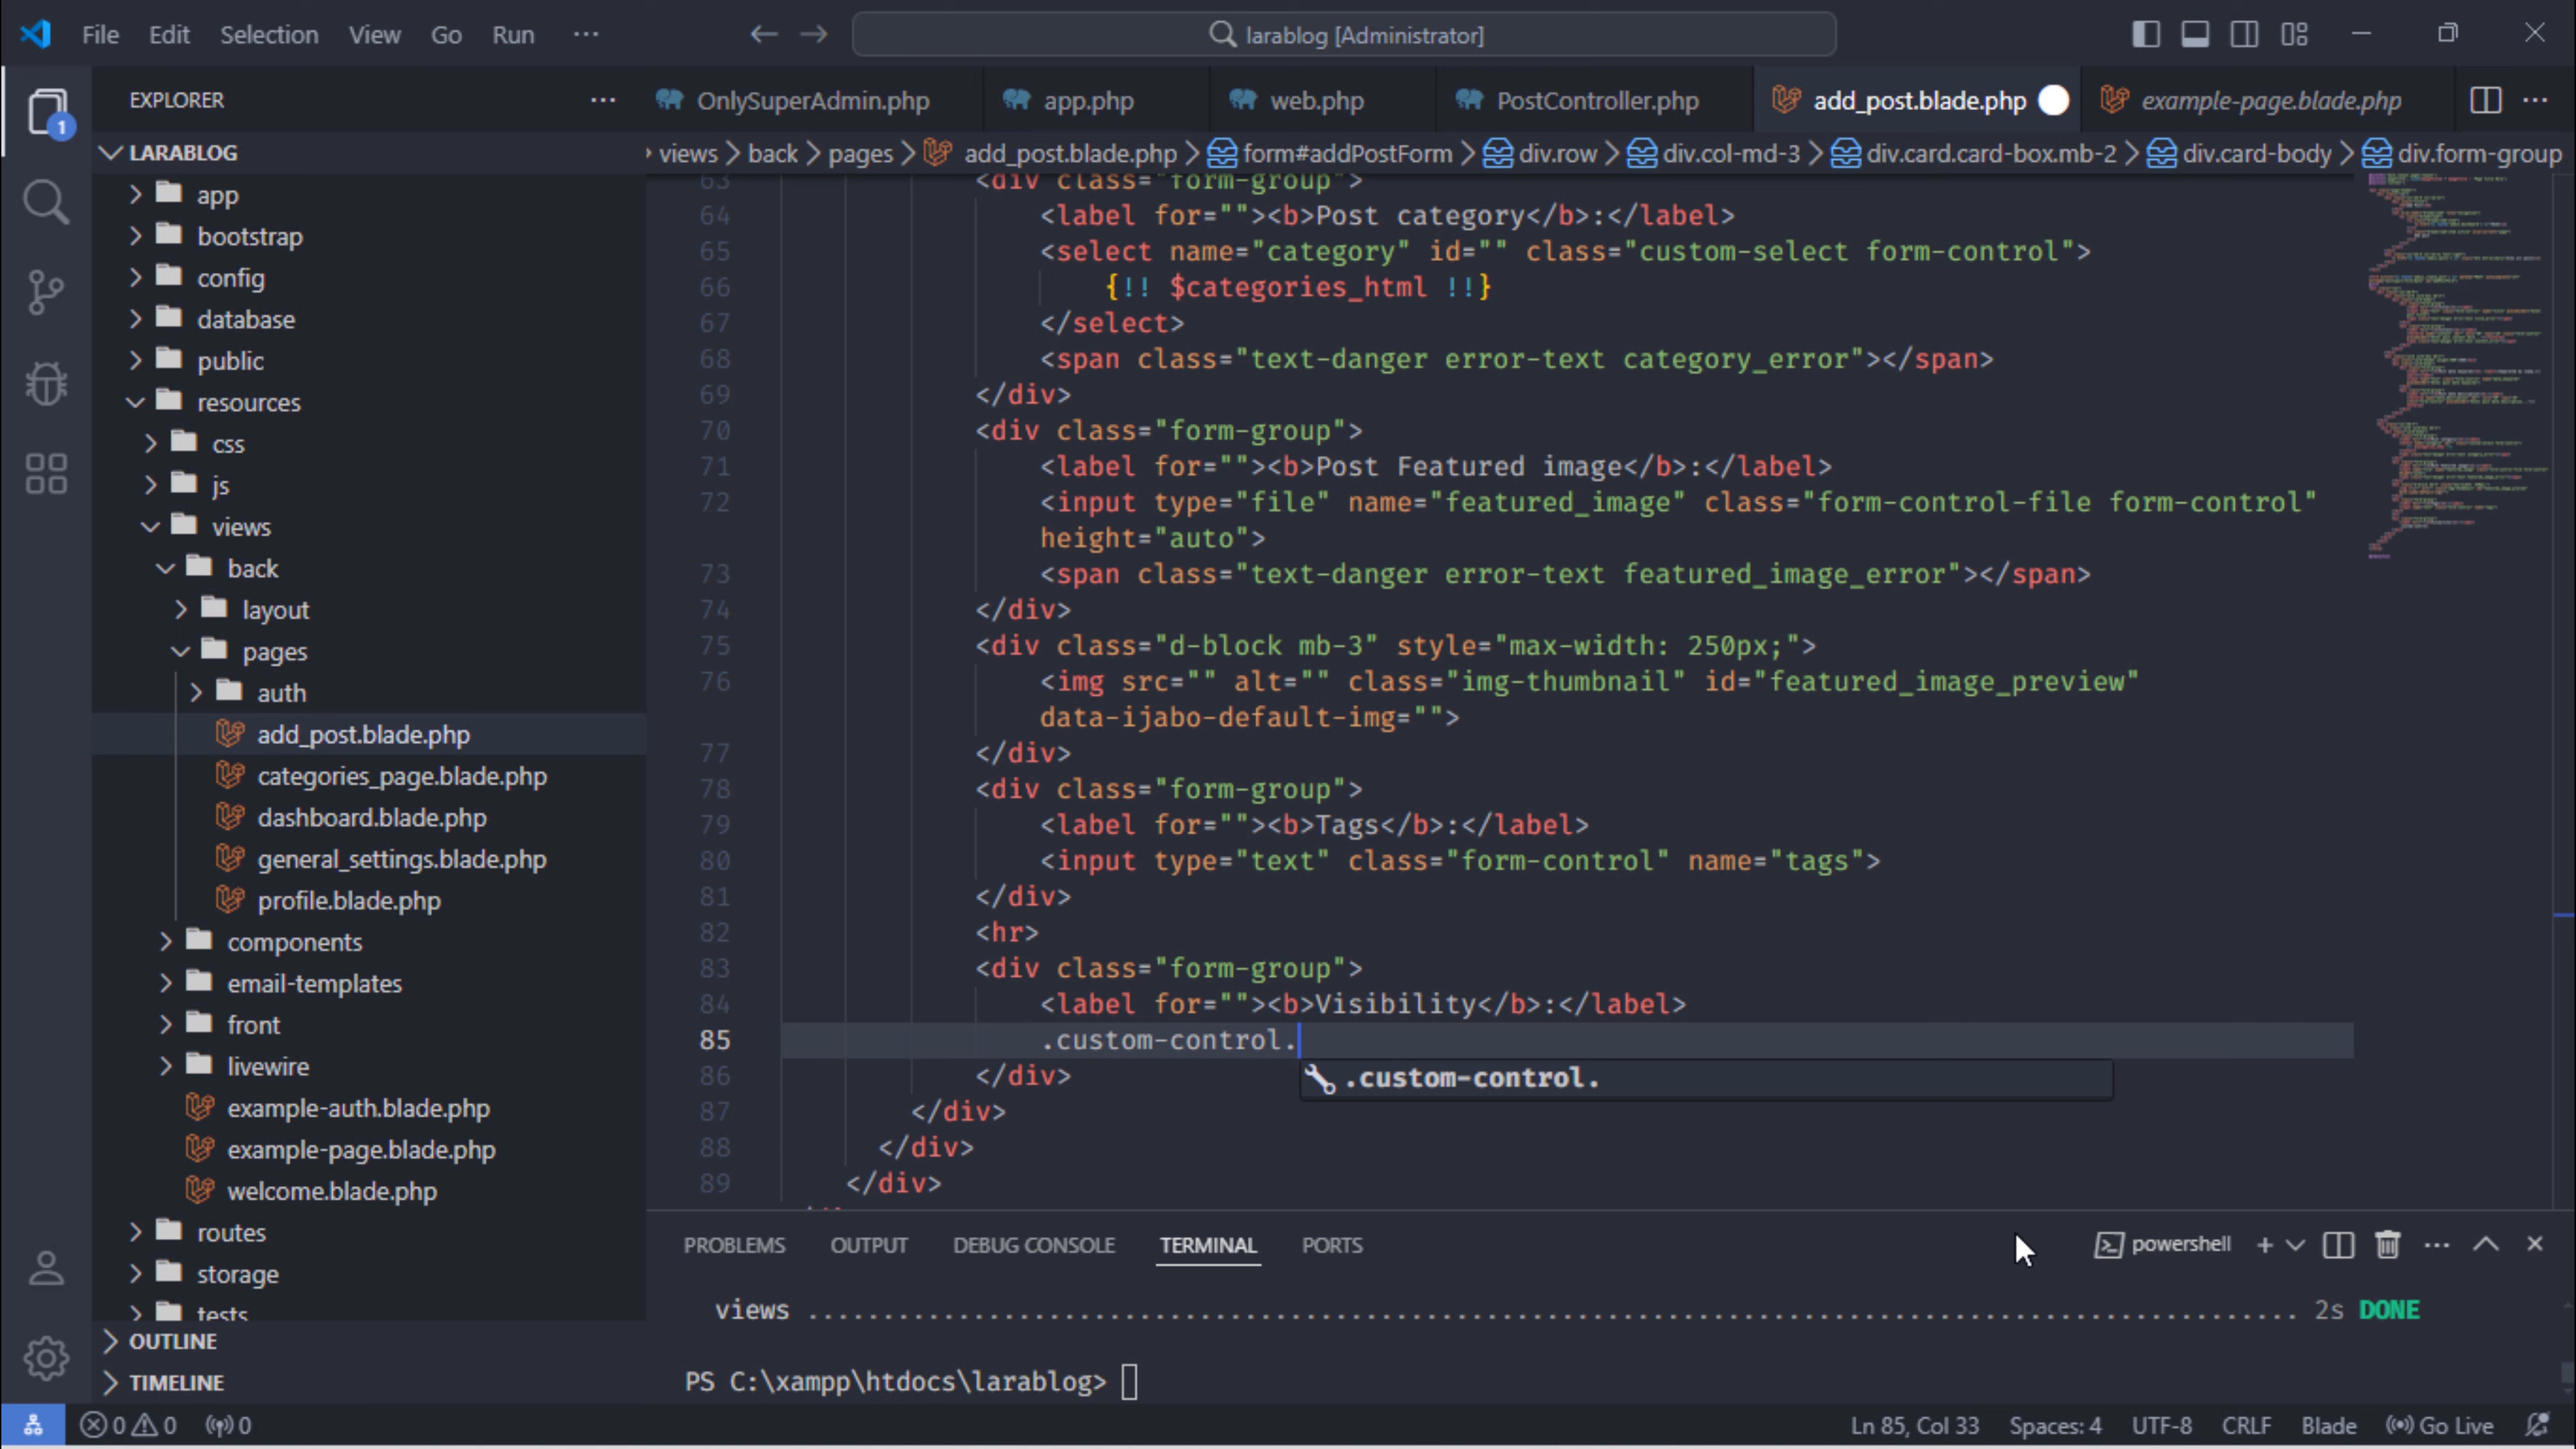 File Edit Selection View Go Run ··· larablog [Administrator]
EXPLORER ···
OnlySuperAdmin.php app.php web.php PostController.php add_post.blade.php example-page.blade.php ···
1
LARABLOG
views > back > pages > add_post.blade.php > form#addPostForm > div.row > div.col-md-3 > div.card.card-box.mb-2 > div.card-body > div.form-group
app
bootstrap
config
database
public
resources
css
js
views
back
layout
pages
auth
add_post.blade.php
categories_page.blade.php
dashboard.blade.php
general_settings.blade.php
profile.blade.php
components
email-templates
front
livewire
example-auth.blade.php
example-page.blade.php
welcome.blade.php
routes
storage
tests
OUTLINE
TIMELINE
63 <div class="form-group">
64 <label for=""><b>Post category</b>:</label>
65 <select name="category" id="" class="custom-select form-control">
66 {!! $categories_html !!}
67 </select>
68 <span class="text-danger error-text category_error"></span>
69 </div>
70 <div class="form-group">
71 <label for=""><b>Post Featured image</b>:</label>
72 <input type="file" name="featured_image" class="form-control-file form-control"
height="auto">
73 <span class="text-danger error-text featured_image_error"></span>
74 </div>
75 <div class="d-block mb-3" style="max-width: 250px;">
76 <img src="" alt="" class="img-thumbnail" id="featured_image_preview"
data-ijabo-default-img="">
77 </div>
78 <div class="form-group">
79 <label for=""><b>Tags</b>:</label>
80 <input type="text" class="form-control" name="tags">
81 </div>
82 <hr>
83 <div class="form-group">
84 <label for=""><b>Visibility</b>:</label>
85 .custom-control.
86 </div>
.custom-control.
87 </div>
88 </div>
89 </div>
PROBLEMS OUTPUT DEBUG CONSOLE TERMINAL PORTS powershell + ···
views ........................................................................................ 2s DONE
PS C:\xampp\htdocs\larablog>
0 0 0 Ln 85, Col 33 Spaces: 4 UTF-8 CRLF Blade Go Live